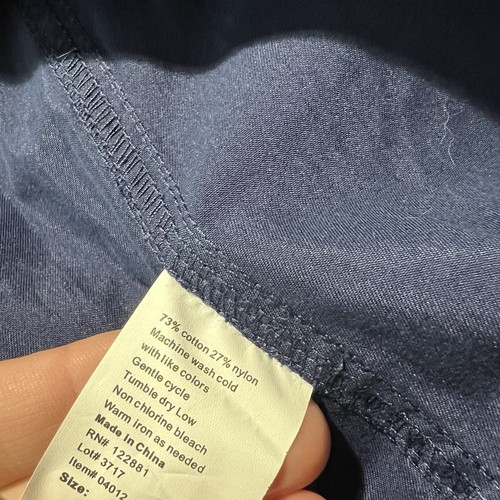 73% cotton 27% nylon
Machine wash cold
with like colors
Gentle cycle
Tumble dry Low
Non chlorine bleach
Warm iron as needed
Made in China
RN# 122881
Lot# 3717
Item# 04012
Size: